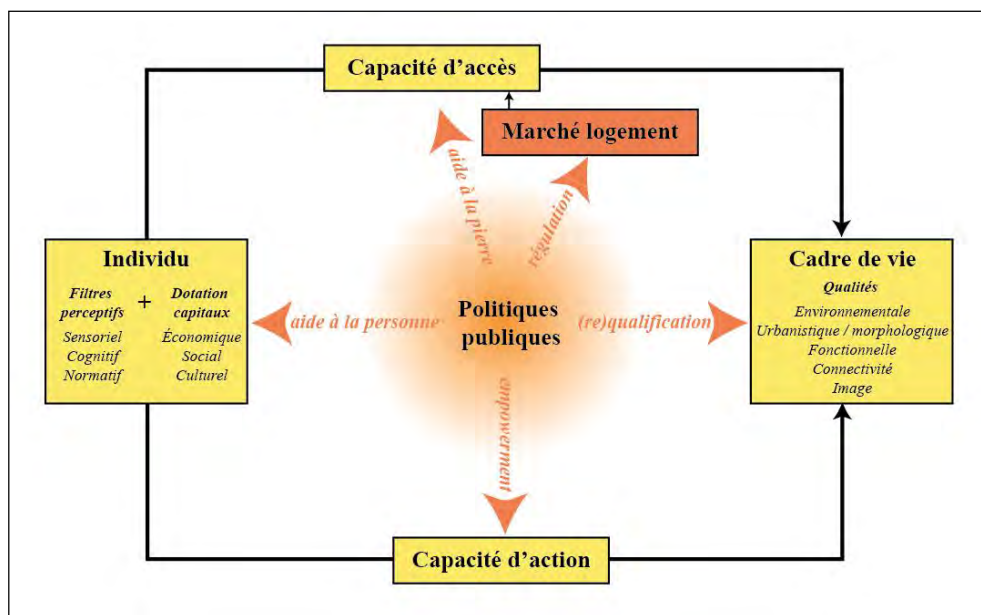 Capacité d'accès
Marché logement
aide à la pierre
régulation
Individu
Filtres perceptifs
+
Dotation capitaux
Sensoriel
Cognitif
Normatif
Économique
Social
Culturel
aide à la personne
Politiques
publiques
(re)qualification
Cadre de vie
Qualités
Environnementale
Urbanistique / morphologique
Fonctionnelle
Connectivité
Image
empowerment
Capacité d'action